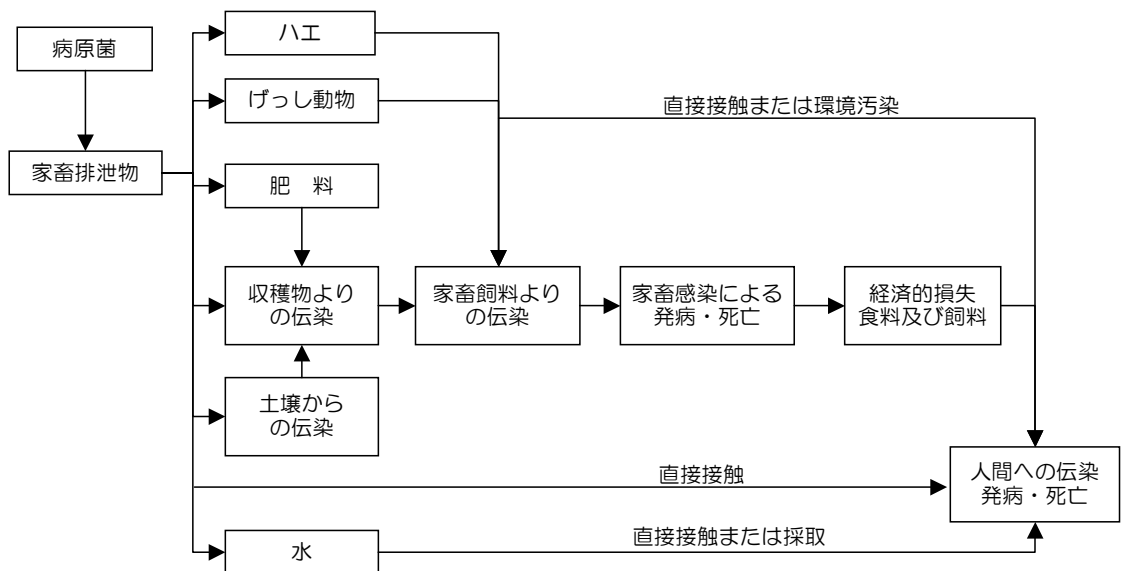 ハエ
病原菌
げっし動物
直接接触または環境汚染
家畜排泄物
肥　料
収穫物より
の伝染
家畜飼料より
の伝染
家畜感染による
発病・死亡
経済的損失
食料及び飼料
土壌から
の伝染
直接接触
人間への伝染
発病・死亡
水
直接接触または採取